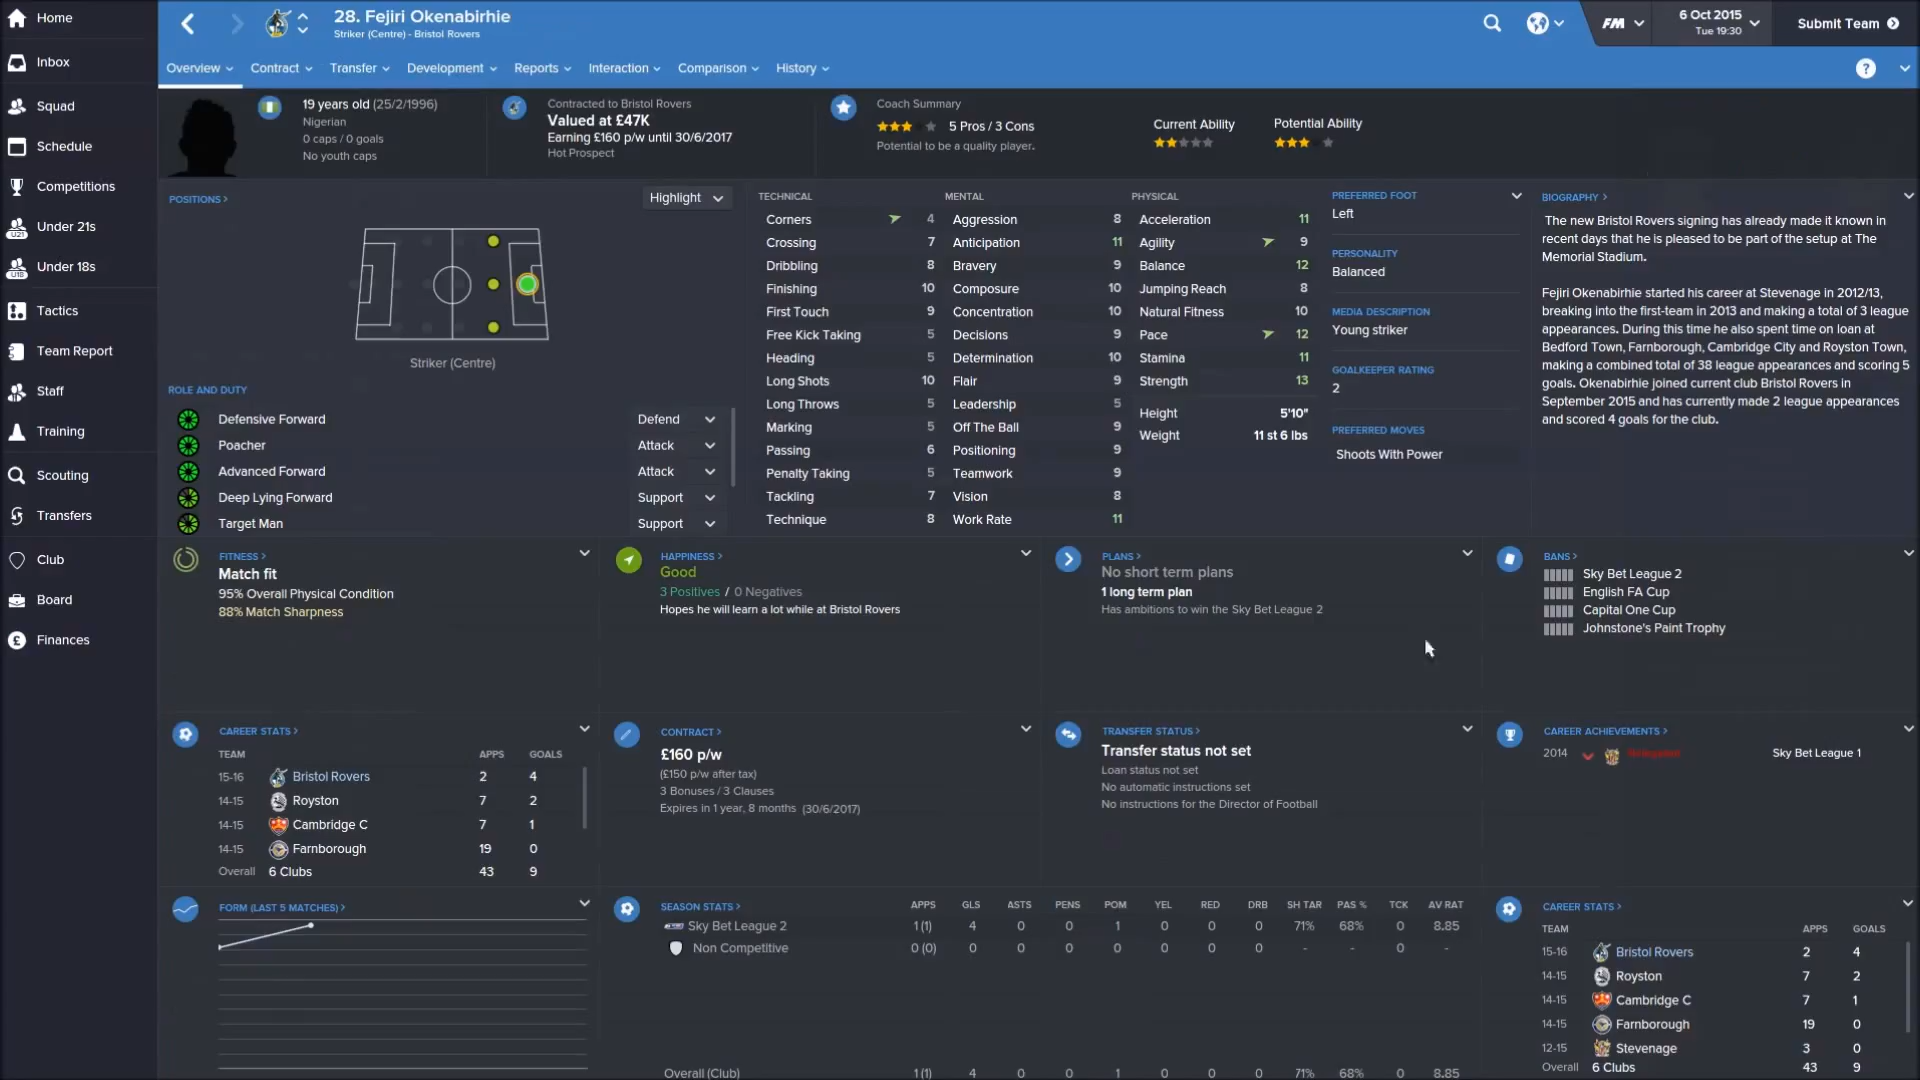 Home
Inbox
Squad
Schedule
Competitions
Under 21s
Under 18s
Tactics
Team Report
Staff
Training
Scouting
Transfers
Club
Board
Finances
28. Fejiri Okenabirhie
Striker (Centre) - Bristol Rovers
FM
6 Oct 2015
Tue 19:30
Submit Team
Overview Contract Transfer Development Reports Interaction Comparison History
19 years old (25/2/1996)
Nigerian
0 caps / 0 goals
No youth caps
Contracted to Bristol Rovers
Valued at £47K
Earning £160 p/w until 30/6/2017
Hot Prospect
Coach Summary
5 Pros / 3 Cons
Potential to be a quality player.
Current Ability
Potential Ability
POSITIONS >
Highlight
Striker (Centre)
ROLE AND DUTY
Defensive Forward Defend
Poacher Attack
Advanced Forward Attack
Deep Lying Forward Support
Target Man Support
TECHNICAL
Corners 4
Crossing 7
Dribbling 8
Finishing 10
First Touch 9
Free Kick Taking 5
Heading 5
Long Shots 10
Long Throws 5
Marking 5
Passing 6
Penalty Taking 5
Tackling 7
Technique 8
MENTAL
Aggression 8
Anticipation 11
Bravery 9
Composure 10
Concentration 10
Decisions 9
Determination 10
Flair 9
Leadership 5
Off The Ball 9
Positioning 9
Teamwork 9
Vision 8
Work Rate 11
PHYSICAL
Acceleration 11
Agility 9
Balance 12
Jumping Reach 8
Natural Fitness 10
Pace 12
Stamina 11
Strength 13
Height 5'10"
Weight 11 st 6 lbs
PREFERRED FOOT
Left
PERSONALITY
Balanced
MEDIA DESCRIPTION
Young striker
GOALKEEPER RATING
2
PREFERRED MOVES
Shoots With Power
BIOGRAPHY >
The new Bristol Rovers signing has already made it known in
recent days that he is pleased to be part of the setup at The
Memorial Stadium.
Fejiri Okenabirhie started his career at Stevenage in 2012/13,
breaking into the first-team in 2013 and making a total of 3 league
appearances. During this time he also spent time on loan at
Bedford Town, Farnborough, Cambridge City and Royston Town,
making a combined total of 38 league appearances and scoring 5
goals. Okenabirhie joined current club Bristol Rovers in
September 2015 and has currently made 2 league appearances
and scored 4 goals for the club.
FITNESS >
Match fit
95% Overall Physical Condition
88% Match Sharpness
HAPPINESS >
Good
3 Positives / 0 Negatives
Hopes he will learn a lot while at Bristol Rovers
PLANS >
No short term plans
1 long term plan
Has ambitions to win the Sky Bet League 2
BANS >
Sky Bet League 2
English FA Cup
Capital One Cup
Johnstone's Paint Trophy
CAREER STATS >
TEAM APPS GOALS
15-16 Bristol Rovers 2 4
14-15 Royston 7 2
14-15 Cambridge C 7 1
14-15 Farnborough 19 0
Overall 6 Clubs 43 9
CONTRACT >
£160 p/w
(£150 p/w after tax)
3 Bonuses / 3 Clauses
Expires in 1 year, 8 months (30/6/2017)
TRANSFER STATUS >
Transfer status not set
Loan status not set
No automatic instructions set
No instructions for the Director of Football
CAREER ACHIEVEMENTS >
2014 Sky Bet League 1
FORM (LAST 5 MATCHES) >
SEASON STATS > APPS GLS ASTS PENS POM YEL RED DRB SH TAR PAS % TCK AV RAT
Sky Bet League 2 1 (1) 4 0 0 1 0 0 0 71% 68% 0 8.85
Non Competitive 0 (0) 0 0 0 0 0 0 0 - - 0 -
Overall (Club) 1 (1) 4 0 0 1 0 0 0 71% 68% 0 8.85
CAREER STATS >
TEAM APPS GOALS
15-16 Bristol Rovers 2 4
14-15 Royston 7 2
14-15 Cambridge C 7 1
14-15 Farnborough 19 0
12-15 Stevenage 3 0
Overall 6 Clubs 43 9